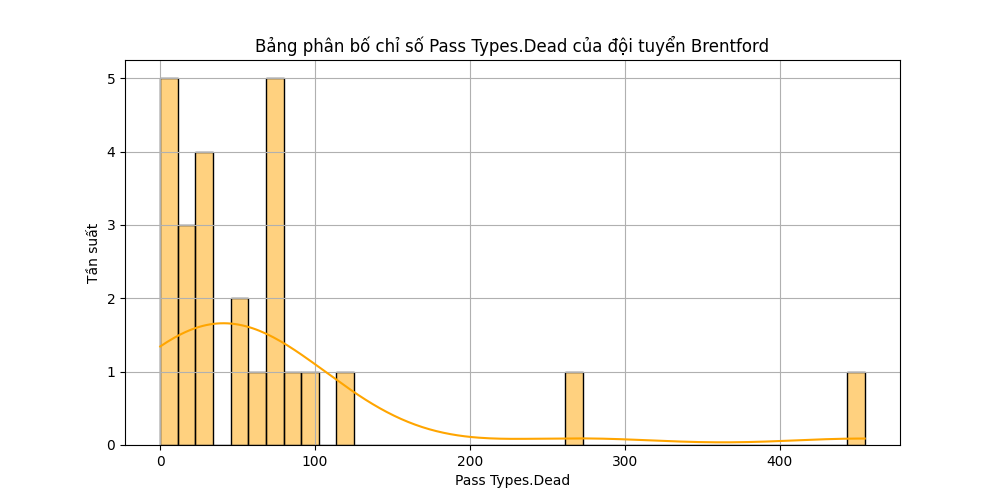 Bảng phân bố chỉ số Pass Types.Dead của đội tuyển Brentford
5
4
3
2
1
0
Tần suất
0 100 200 300 400
Pass Types.Dead